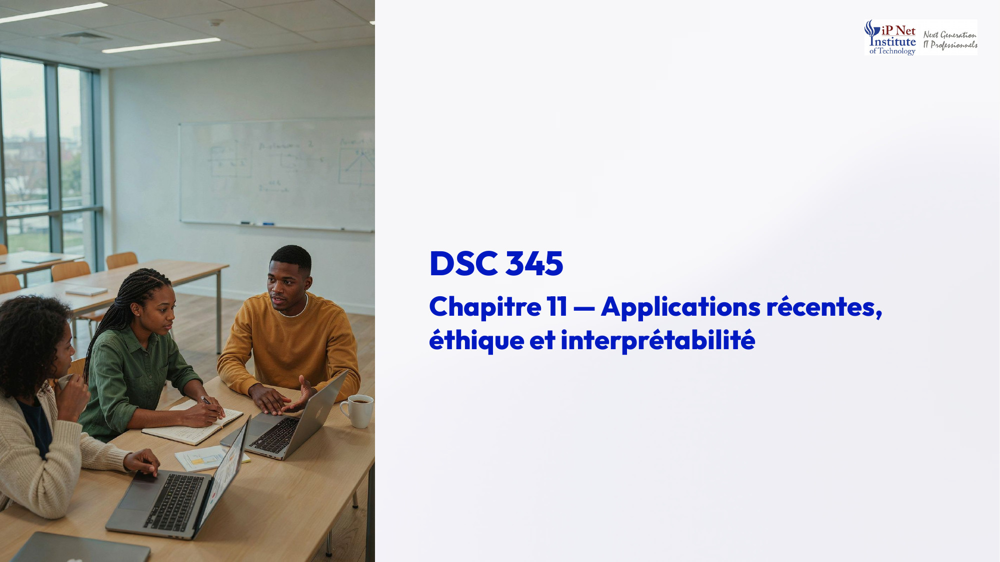 iP Net
Institute
of Technology
Next Generation
IT Professionnels
DSC 345
Chapitre 11 — Applications récentes,
éthique et interprétabilité